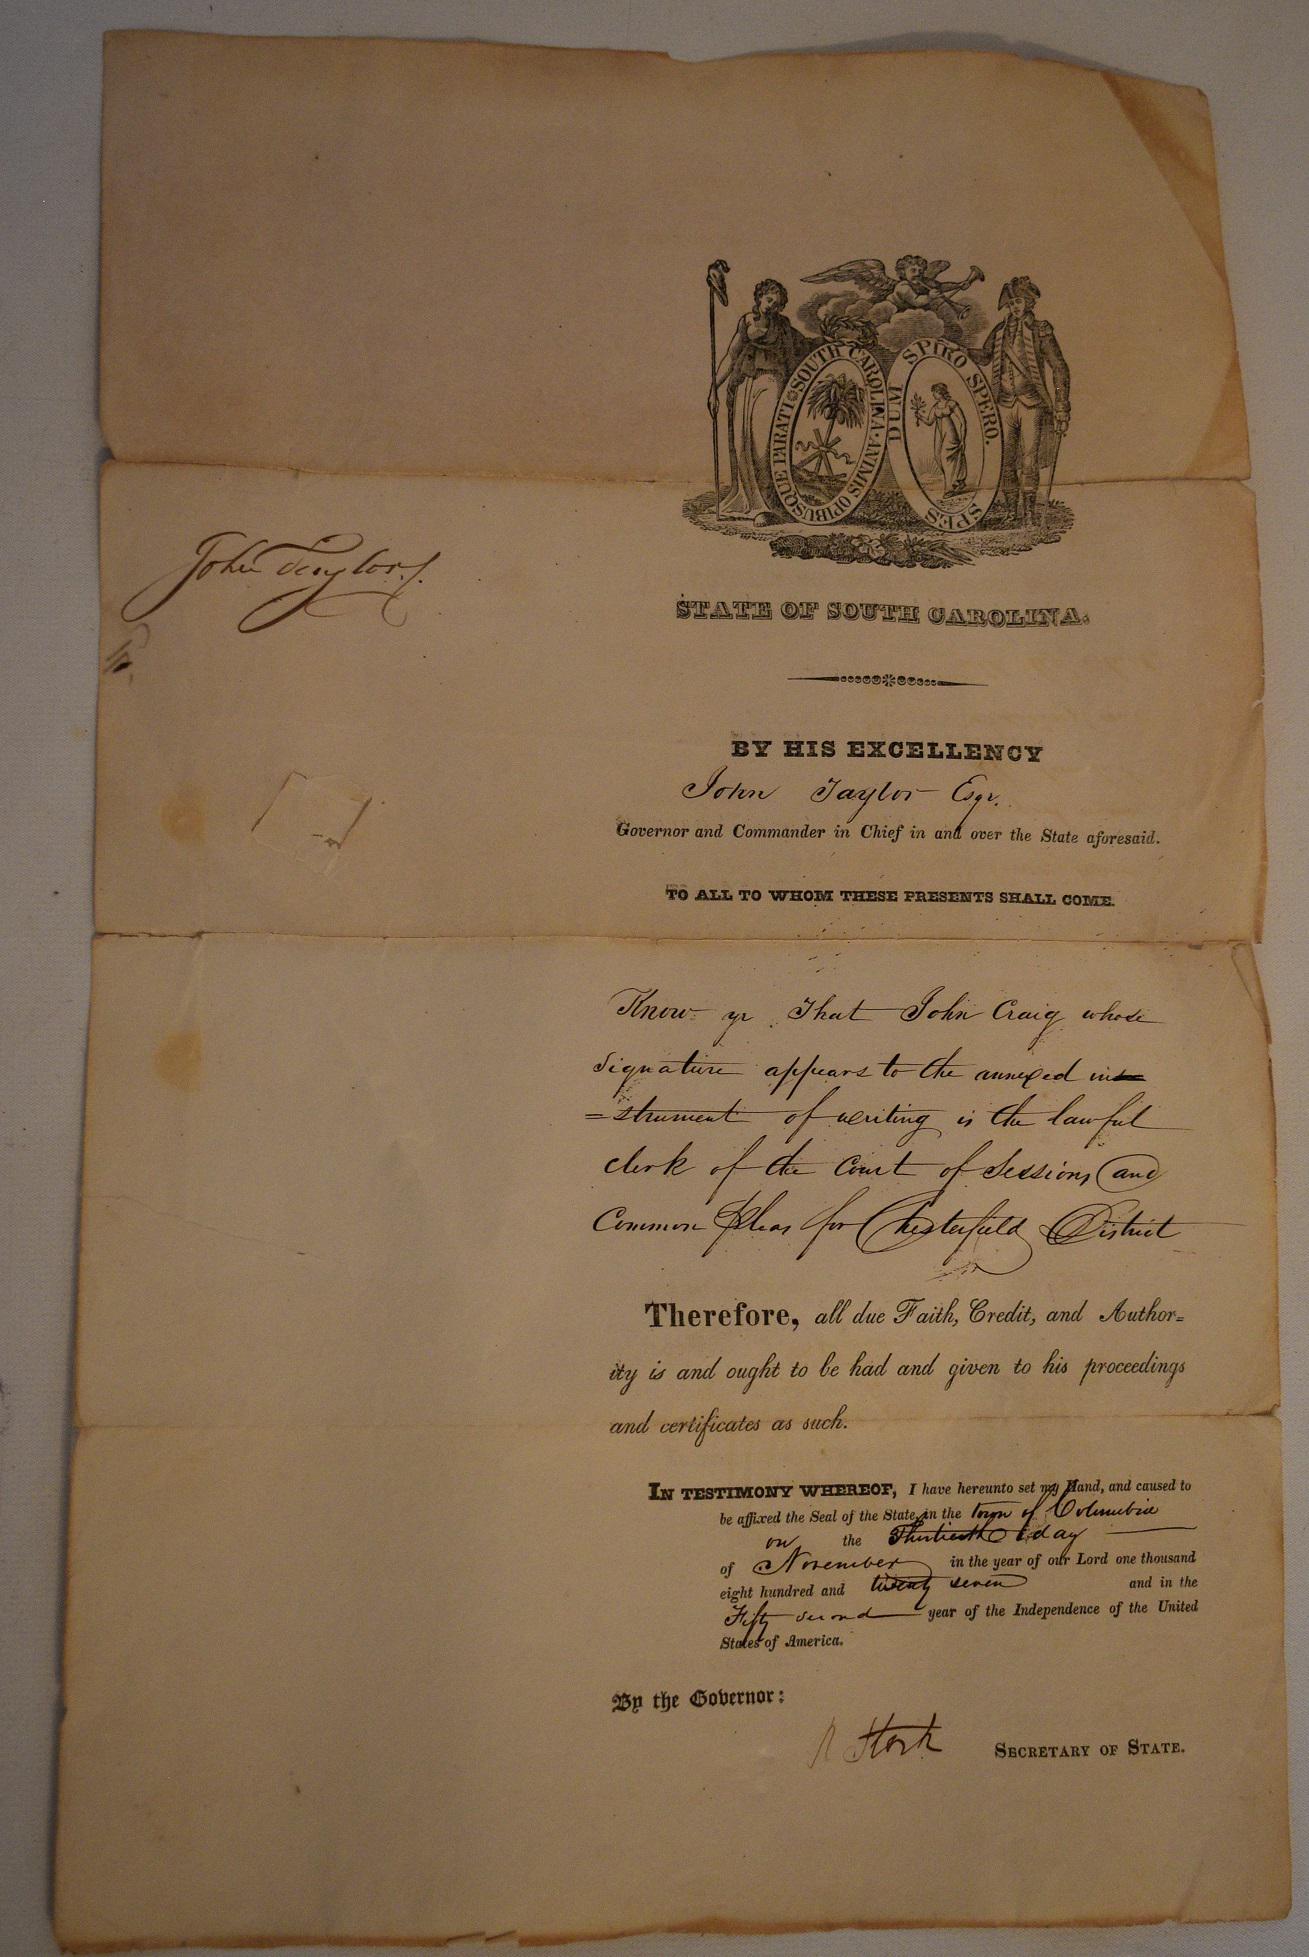 SOUTH CAROLINA · ANIMIS OPIBUSQUE PARATI
DUM SPIRO SPERO.
SPES
John Taylor.
STATE OF SOUTH CAROLINA.
BY HIS EXCELLENCY
John Taylor Esqr.
Governor and Commander in Chief in and over the State aforesaid.
TO ALL TO WHOM THESE PRESENTS SHALL COME.
Know ye That John Craig whose
signature appears to the annexed in
=strument of writing is the lawful
clerk of the Court of Sessions and
Common Pleas for Chesterfield District
Therefore, all due Faith, Credit, and Author=
ity is and ought to be had and given to his proceedings
and certificates as such.
IN TESTIMONY WHEREOF, I have hereunto set my Hand, and caused to
be affixed the Seal of the State, in the town of Columbia
on the Thirtieth day
of November in the year of our Lord one thousand
eight hundred and twenty seven and in the
Fifty second year of the Independence of the United
States of America.
By the Governor:
R Stark SECRETARY OF STATE.